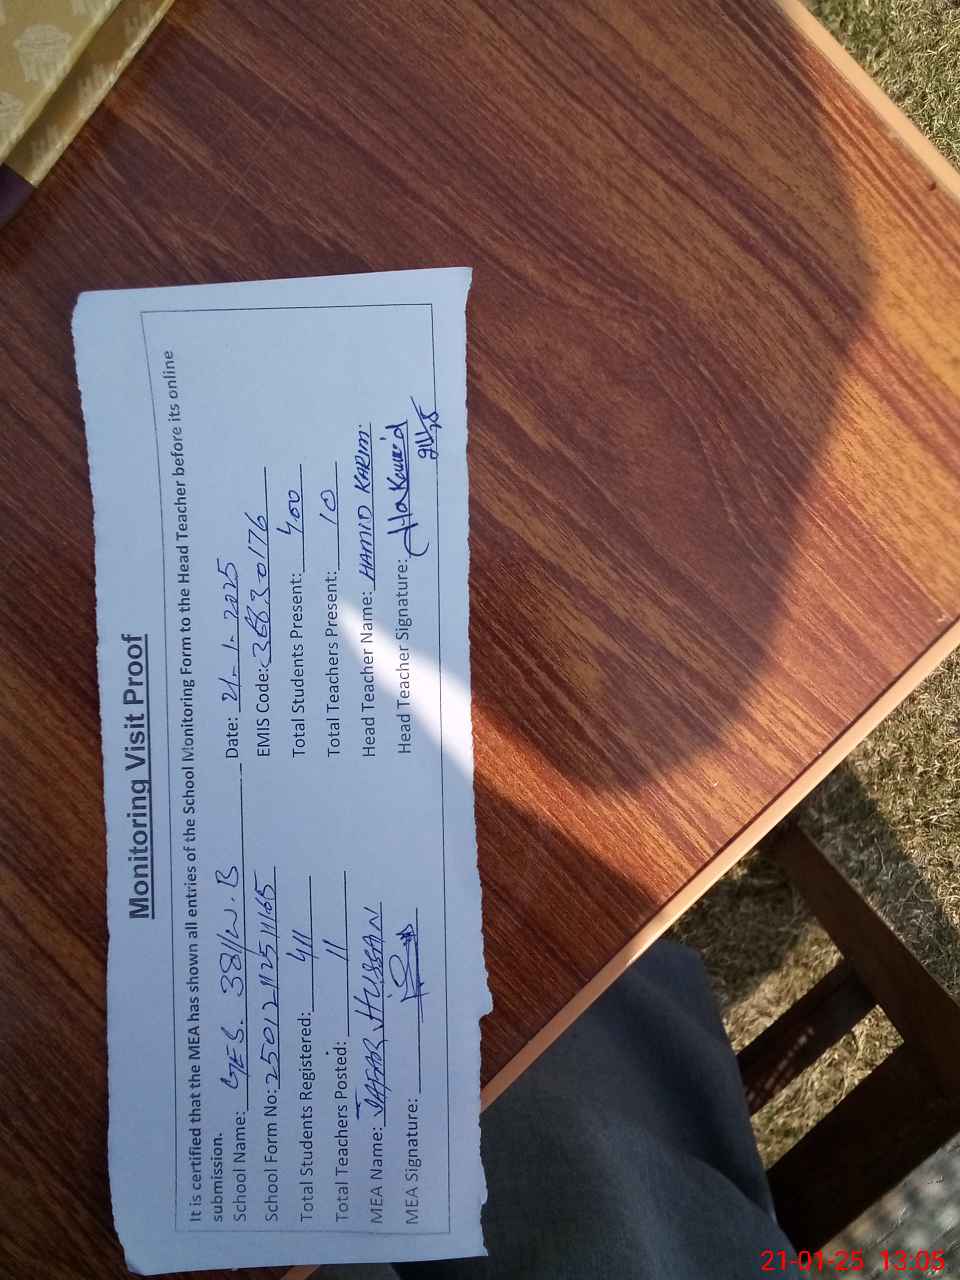 Monitoring Visit Proof
It is certified that the MEA has shown all entries of the School Monitoring Form to the Head Teacher before its online
submission.
School Name: GES. 381/W.B Date: 21-1-2025
School Form No: 2501211251165 EMIS Code: 36830176
Total Students Registered: 411 Total Students Present: 400
Total Teachers Posted: 11 Total Teachers Present: 10
MEA Name: JAFAR HUSSAN Head Teacher Name: HAMID KARIM.
MEA Signature: Head Teacher Signature:
21-01-25 13:05